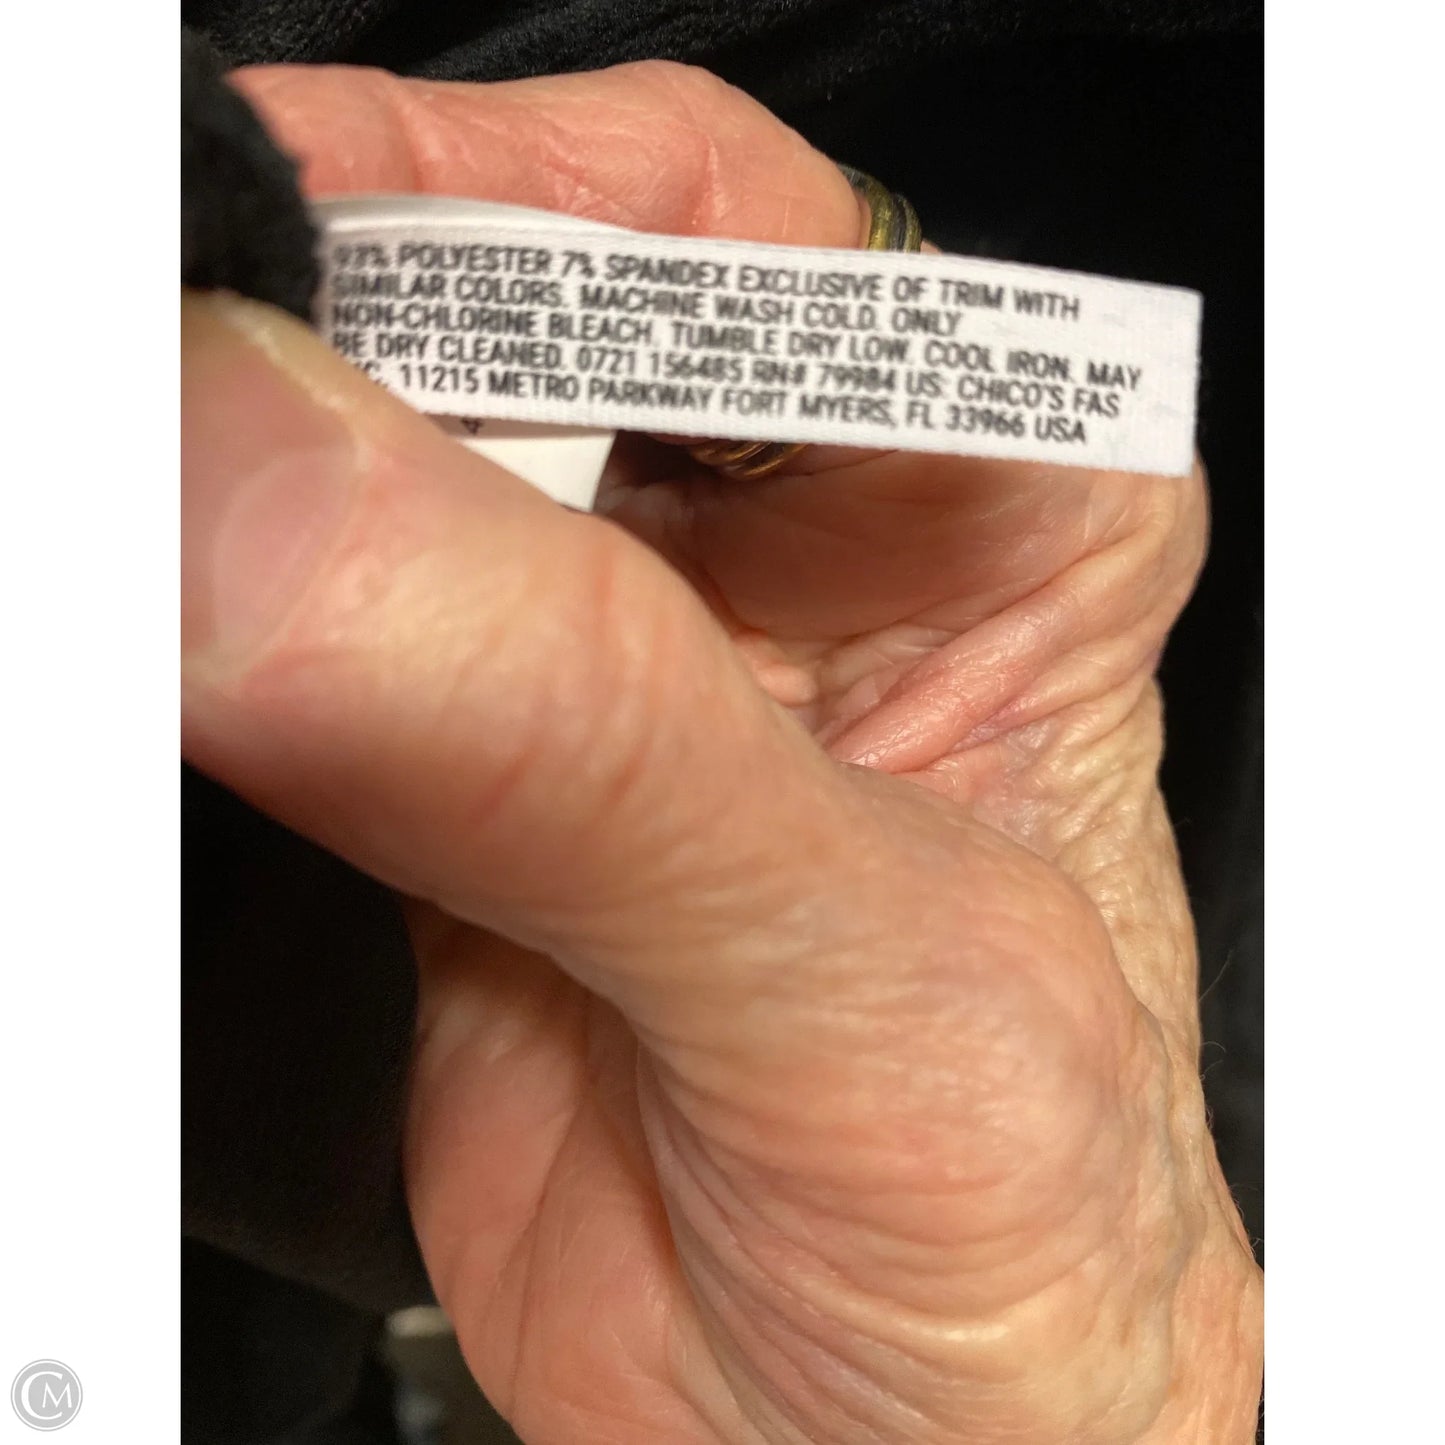 93% POLYESTER 7% SPANDEX EXCLUSIVE OF TRIM WITH
SIMILAR COLORS. MACHINE WASH COLD. ONLY
NON-CHLORINE BLEACH. TUMBLE DRY LOW. COOL IRON. MAY
BE DRY CLEANED. 0721 156485 RN# 79984 US: CHICO'S FAS
INC. 11215 METRO PARKWAY FORT MYERS, FL 33966 USA
CM